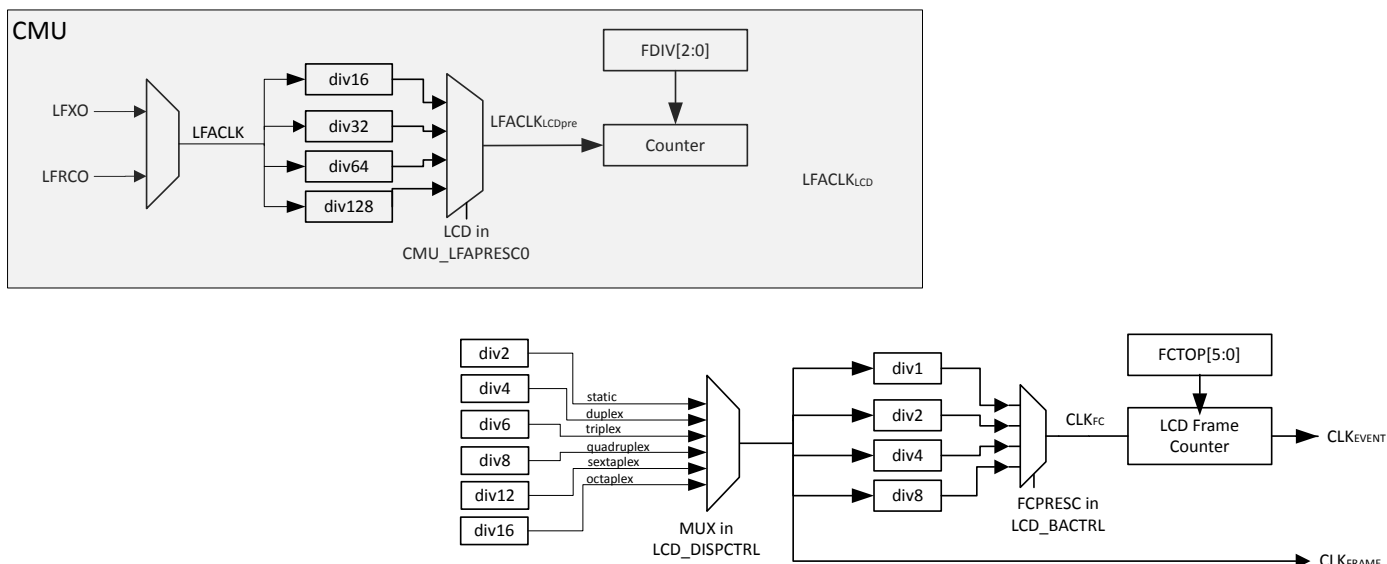 CMU
FDIV[2:0]
div16
LFXO
div32
LFACLK
LFACLKLCDpre
Counter
div64
LFRCO
LFACLKLCD
div128
LCD in
CMU_LFAPRESC0
div2
FCTOP[5:0]
div4
static
div1
duplex
div6
triplex
div2
CLKFC
LCD Frame
Counter
CLKEVENT
div8
quadruplex
div4
sextaplex
div12
octaplex
div8
div16
FCPRESC in
LCD_BACTRL
MUX in
LCD_DISPCTRL
CLKFRAME